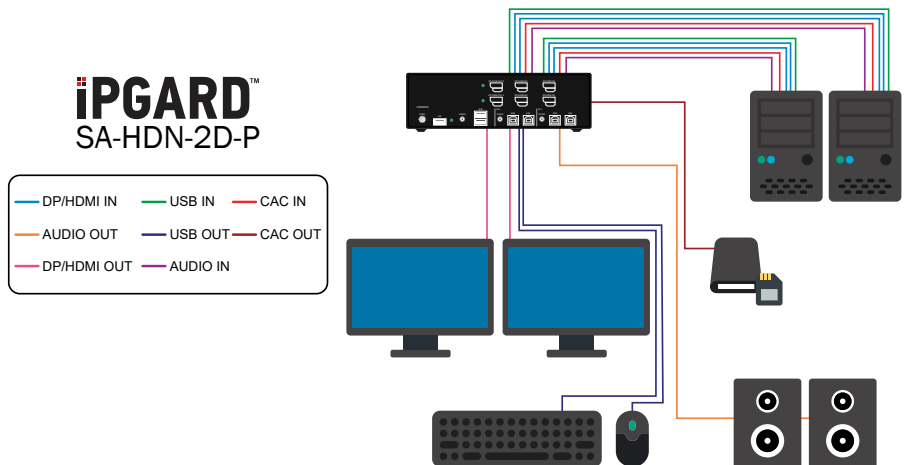 iPGARD™
SA-HDN-2D-P
DP/HDMI IN USB IN CAC IN
AUDIO OUT USB OUT CAC OUT
DP/HDMI OUT AUDIO IN